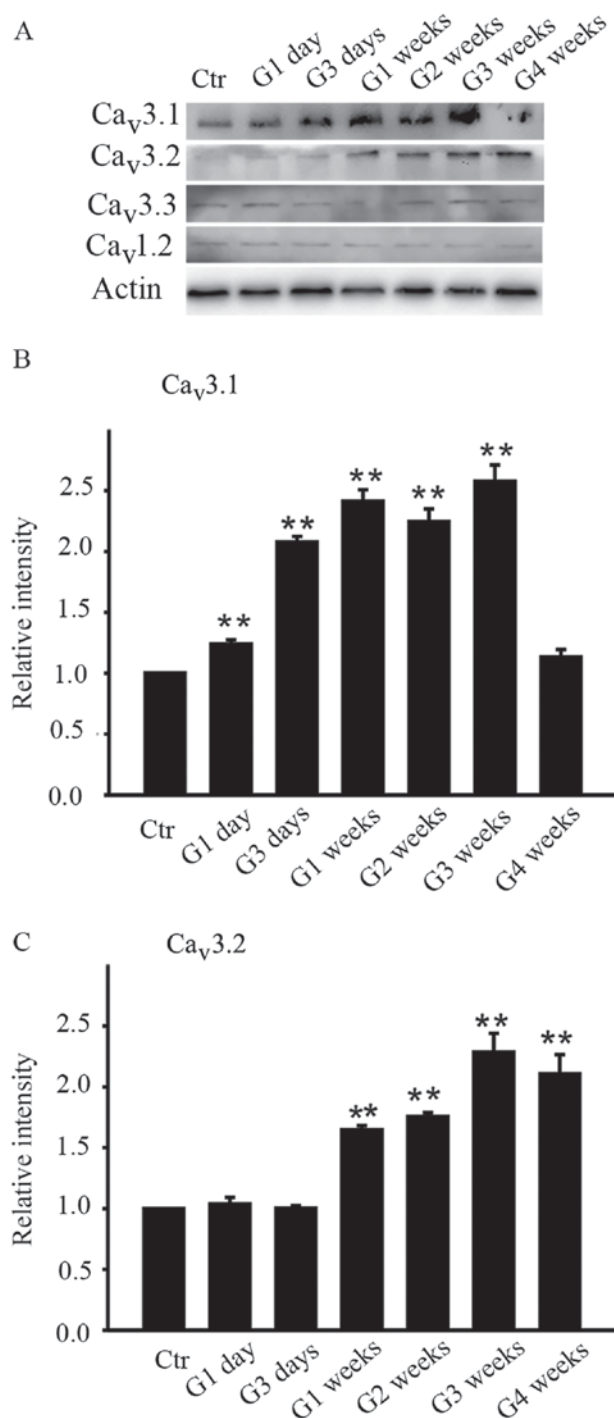 A
Ctr G1 day G3 days G1 weeks G2 weeks G3 weeks G4 weeks
Cav3.1
Cav3.2
Cav3.3
Cav1.2
Actin
B
Cav3.1
Relative intensity
2.5
2.0
1.5
1.0
0.5
0.0
** ** ** ** **
Ctr G1 day G3 days G1 weeks G2 weeks G3 weeks G4 weeks
C
Cav3.2
Relative intensity
2.5
2.0
1.5
1.0
0.5
0.0
** ** ** **
Ctr G1 day G3 days G1 weeks G2 weeks G3 weeks G4 weeks